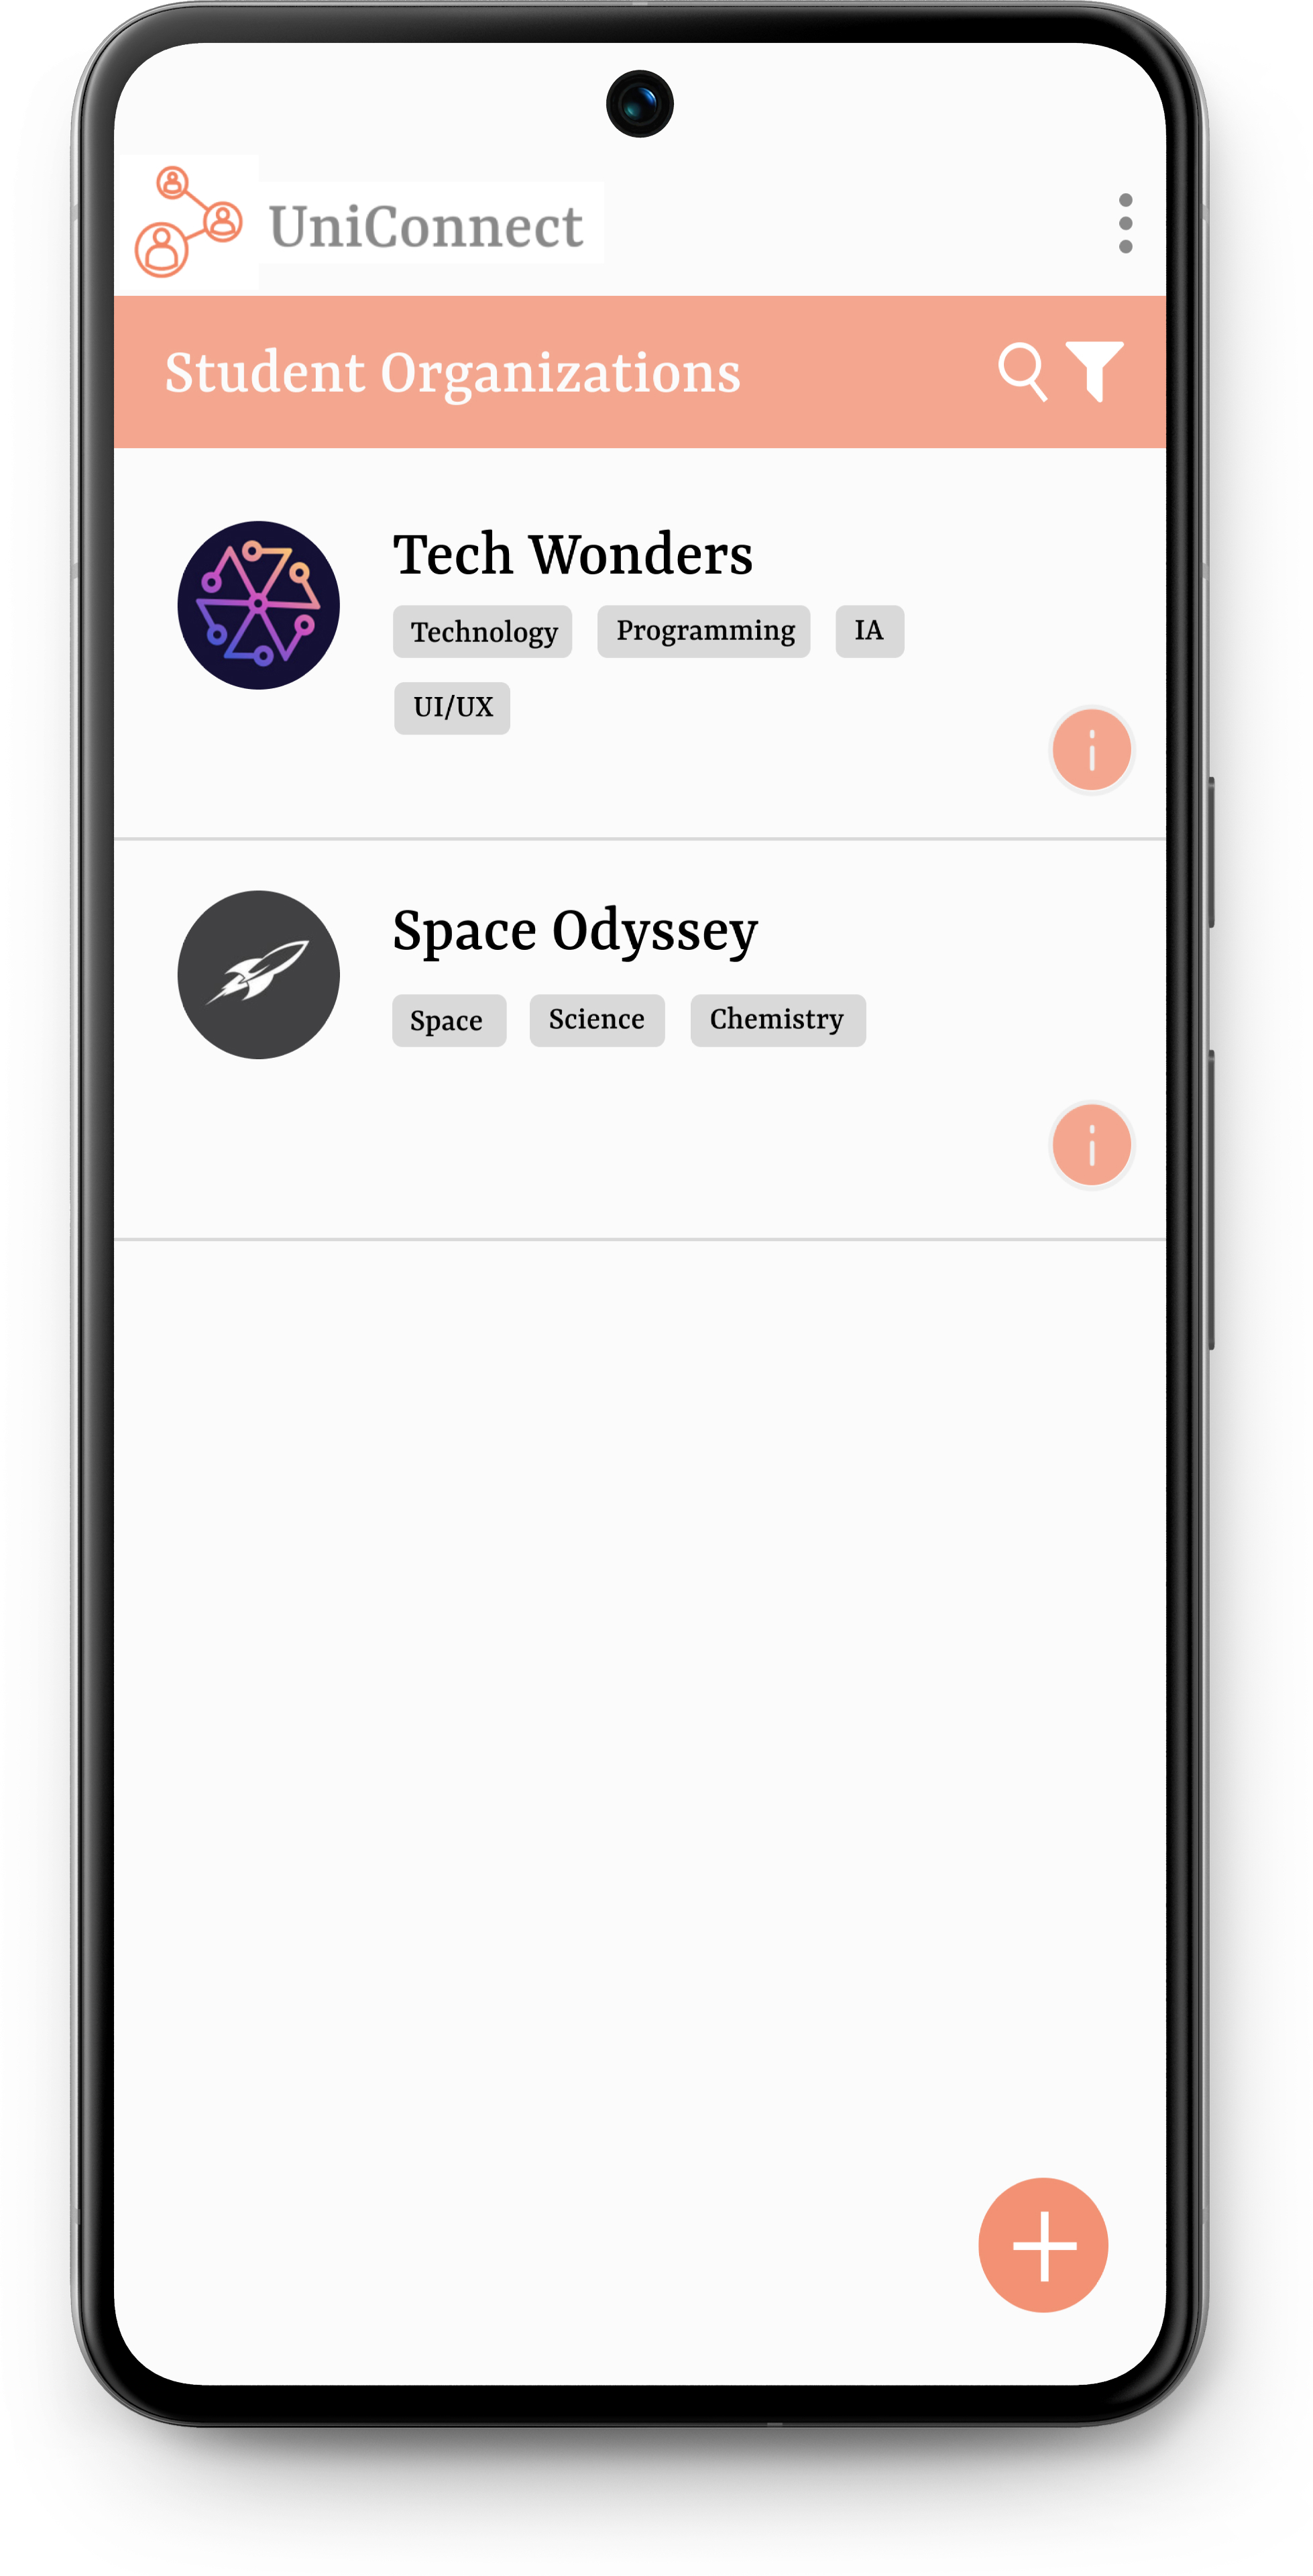 UniConnect
Student Organizations
Tech Wonders
Technology Programming IA
UI/UX
Space Odyssey
Space Science Chemistry